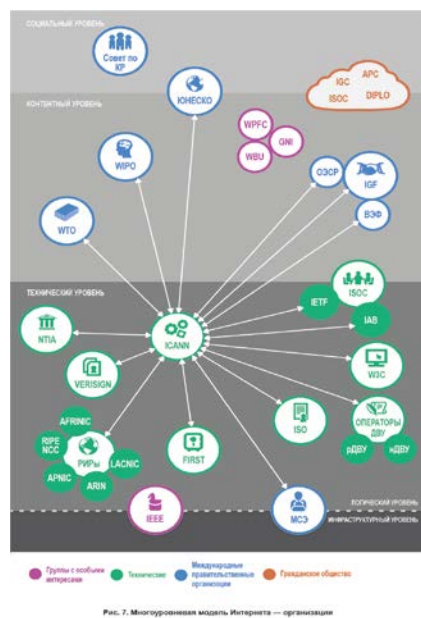 СОЦИАЛЬНЫЙ УРОВЕНЬ
Совет по
КР
ЮНЕСКО
IGC
APC
ISOC
DIPLO
КОНТЕНТНЫЙ УРОВЕНЬ
WPFC
GNI
WBU
WIPO
ОЭСР
IGF
ВЭФ
WTO
ТЕХНИЧЕСКИЙ УРОВЕНЬ
ISOC
IETF
IAB
NTIA
ICANN
W3C
VERISIGN
ISO
ОПЕРАТОРЫ
ДВУ
рДВУ
нДВУ
AFRINIC
RIPE
NCC
РИРы
LACNIC
APNIC
ARIN
FIRST
ЛОГИЧЕСКИЙ УРОВЕНЬ
IEEE
МСЭ
ИНФРАСТРУКТУРНЫЙ УРОВЕНЬ
Группы с особыми
интересами
Технические
Международные
правительственные
организации
Гражданское общество
Рис. 7. Многоуровневая модель Интернета — организации